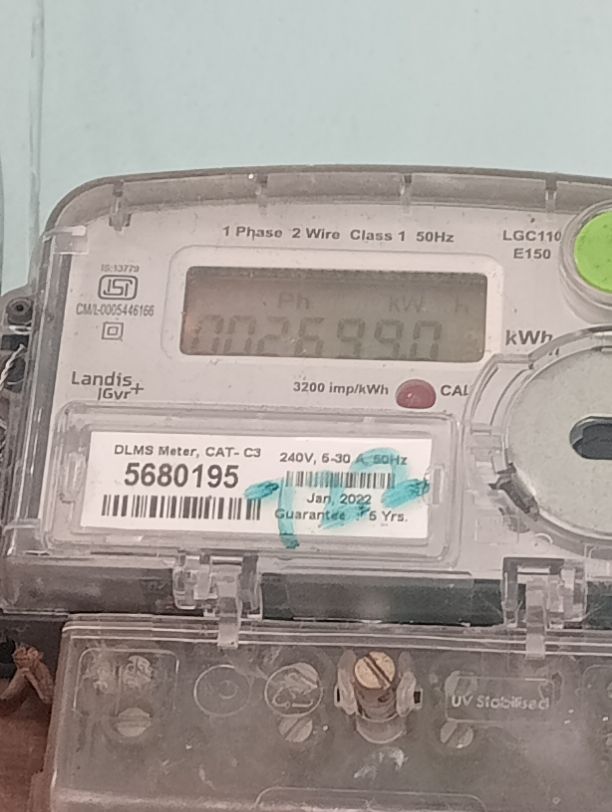 1 Phase 2 Wire Class 1 50Hz
LGC110
E150
IS:13779
ISI
CM/L-0005446166
Ph kW h
kWh
Landis
Gyr+
3200 imp/kWh CAL
DLMS Meter, CAT- C3
5680195
240V, 5-30 A, 50Hz
Jan, 2022
Guarantee : 5 Yrs.
UV Stabilised